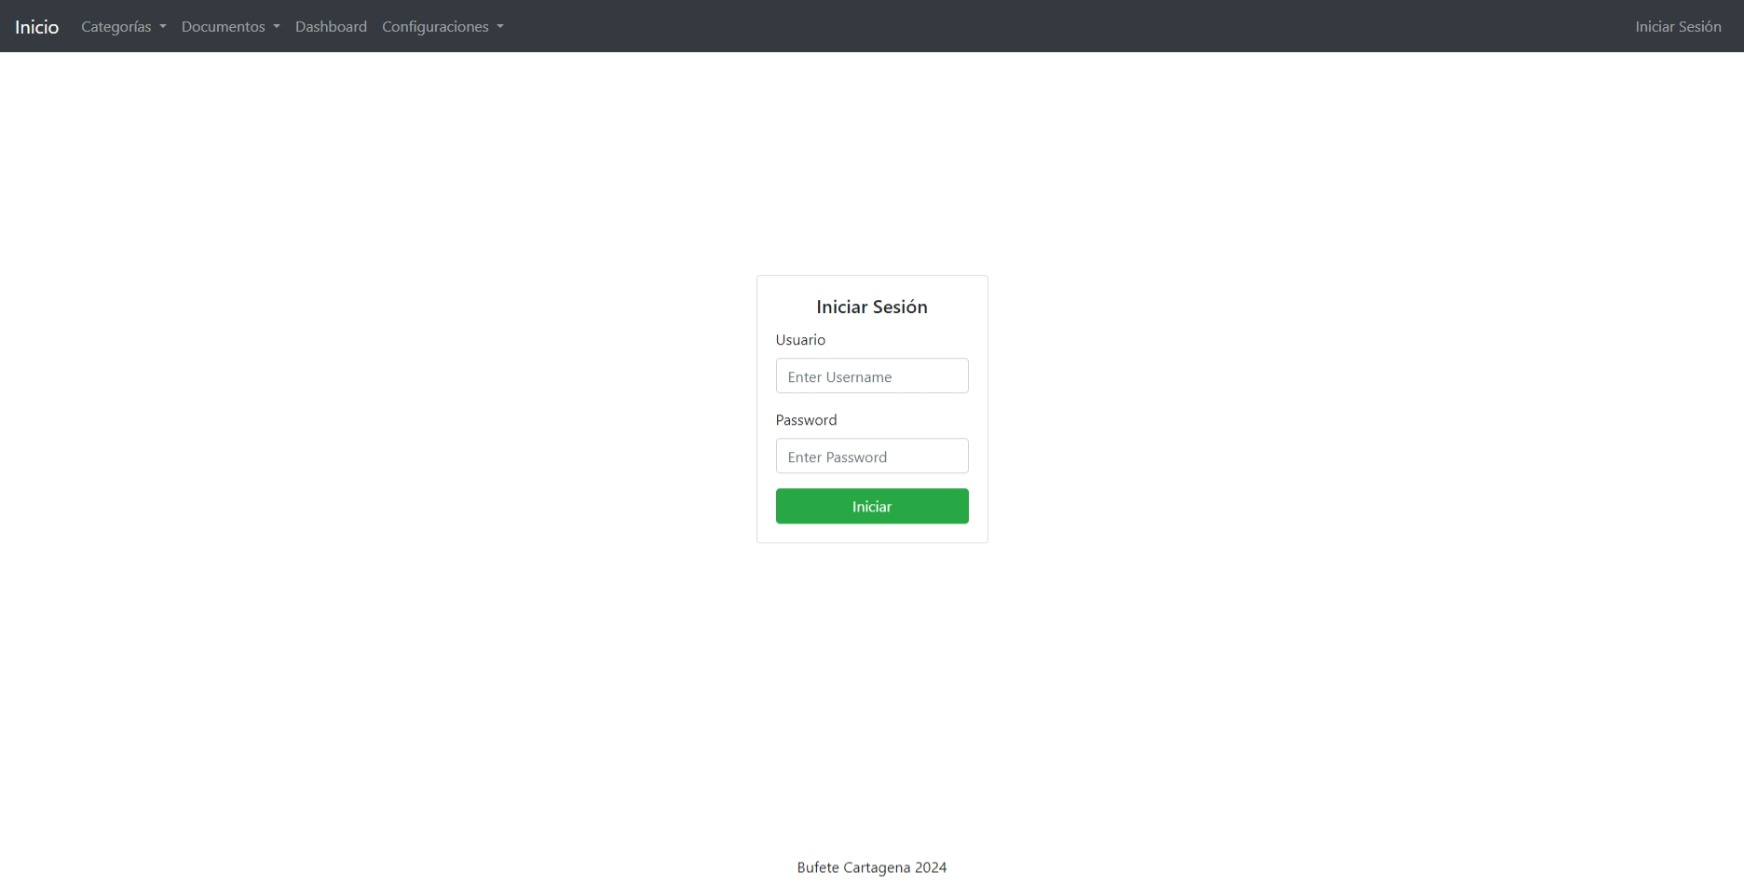 Inicio Categorías Documentos Dashboard Configuraciones Iniciar Sesión
Iniciar Sesión
Usuario
Enter Username
Password
Enter Password
Iniciar
Bufete Cartagena 2024